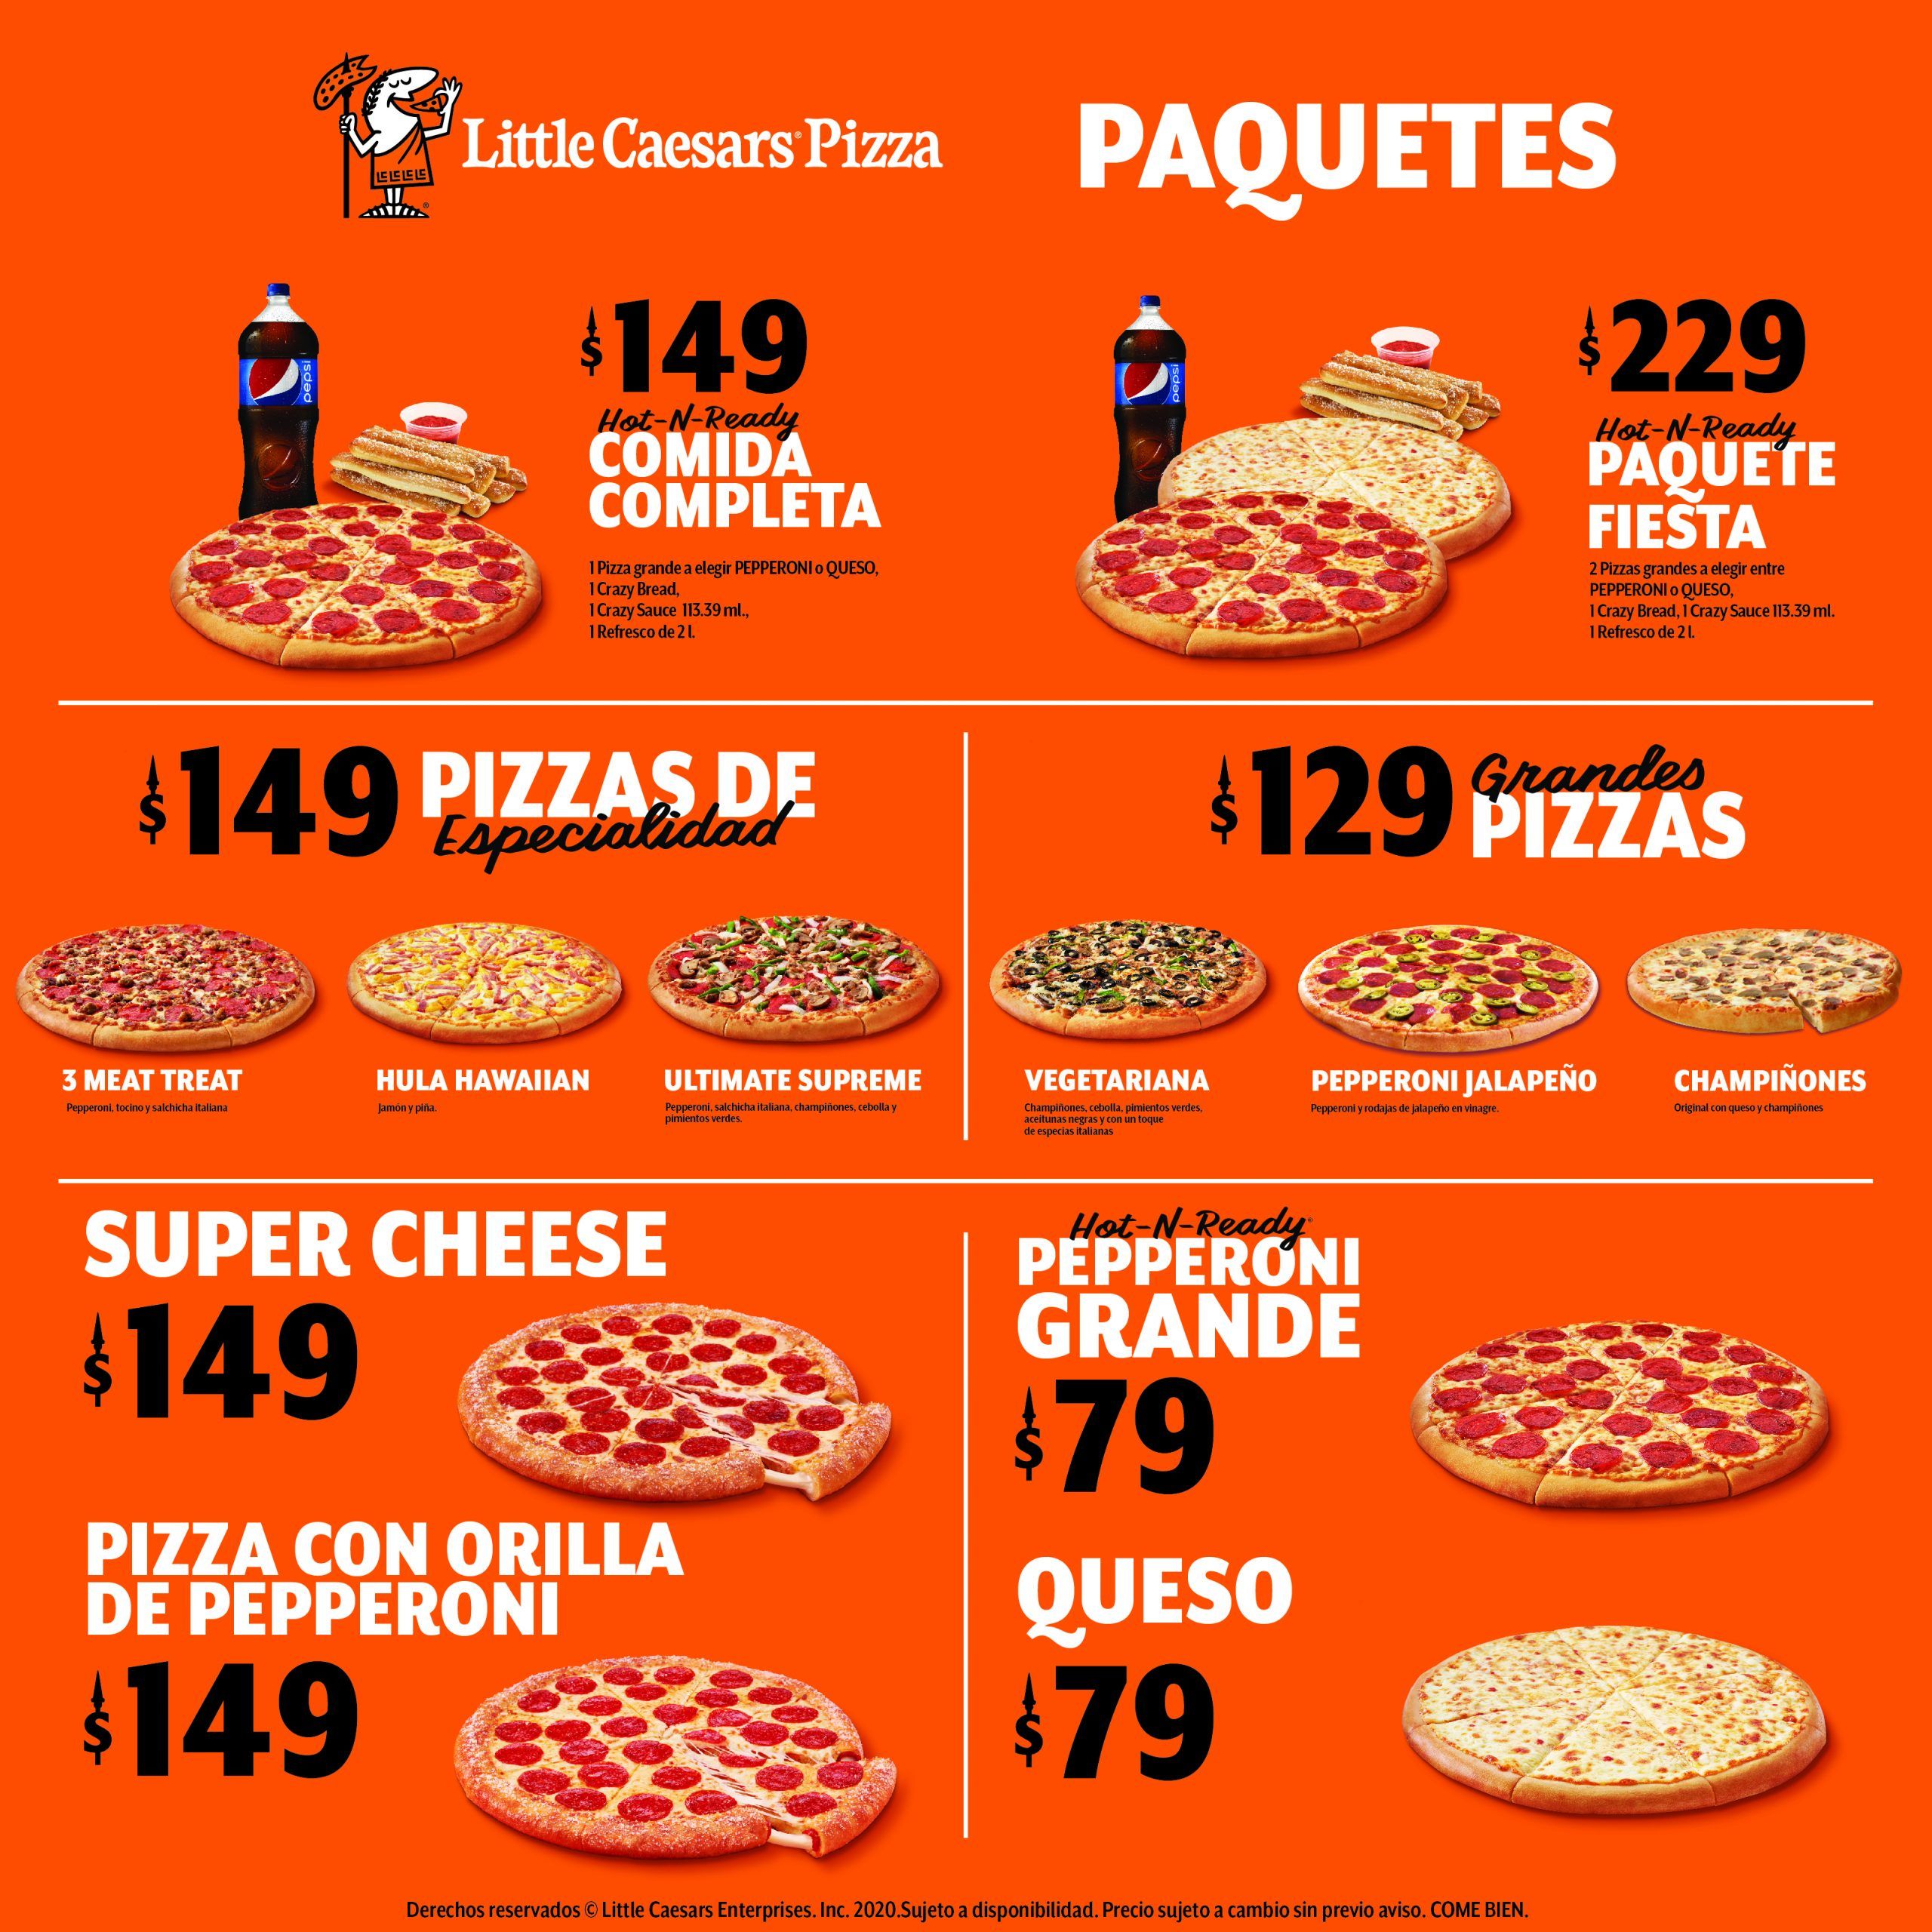 Little Caesars® Pizza
PAQUETES
pepsi
$149
Hot-N-Ready
COMIDA
COMPLETA
1 Pizza grande a elegir PEPPERONI o QUESO,
1 Crazy Bread,
1 Crazy Sauce 113.39 ml.,
1 Refresco de 2 l.
pepsi
$229
Hot-N-Ready
PAQUETE
FIESTA
2 Pizzas grandes a elegir entre
PEPPERONI o QUESO,
1 Crazy Bread, 1 Crazy Sauce 113.39 ml.
1 Refresco de 2 l.
$149 PIZZAS DE
Especialidad
3 MEAT TREAT
Pepperoni, tocino y salchicha italiana
HULA HAWAIIAN
Jamón y piña.
ULTIMATE SUPREME
Pepperoni, salchicha italiana, champiñones, cebolla y
pimientos verdes.
$129 Grandes
PIZZAS
VEGETARIANA
Champiñones, cebolla, pimientos verdes,
aceitunas negras y con un toque
de especias italianas
PEPPERONI JALAPEÑO
Pepperoni y rodajas de jalapeño en vinagre.
CHAMPIÑONES
Original con queso y champiñones
SUPER CHEESE
$149
PIZZA CON ORILLA
DE PEPPERONI
$149
Hot-N-Ready®
PEPPERONI
GRANDE
$79
QUESO
$79
Derechos reservados © Little Caesars Enterprises. Inc. 2020.Sujeto a disponibilidad. Precio sujeto a cambio sin previo aviso. COME BIEN.